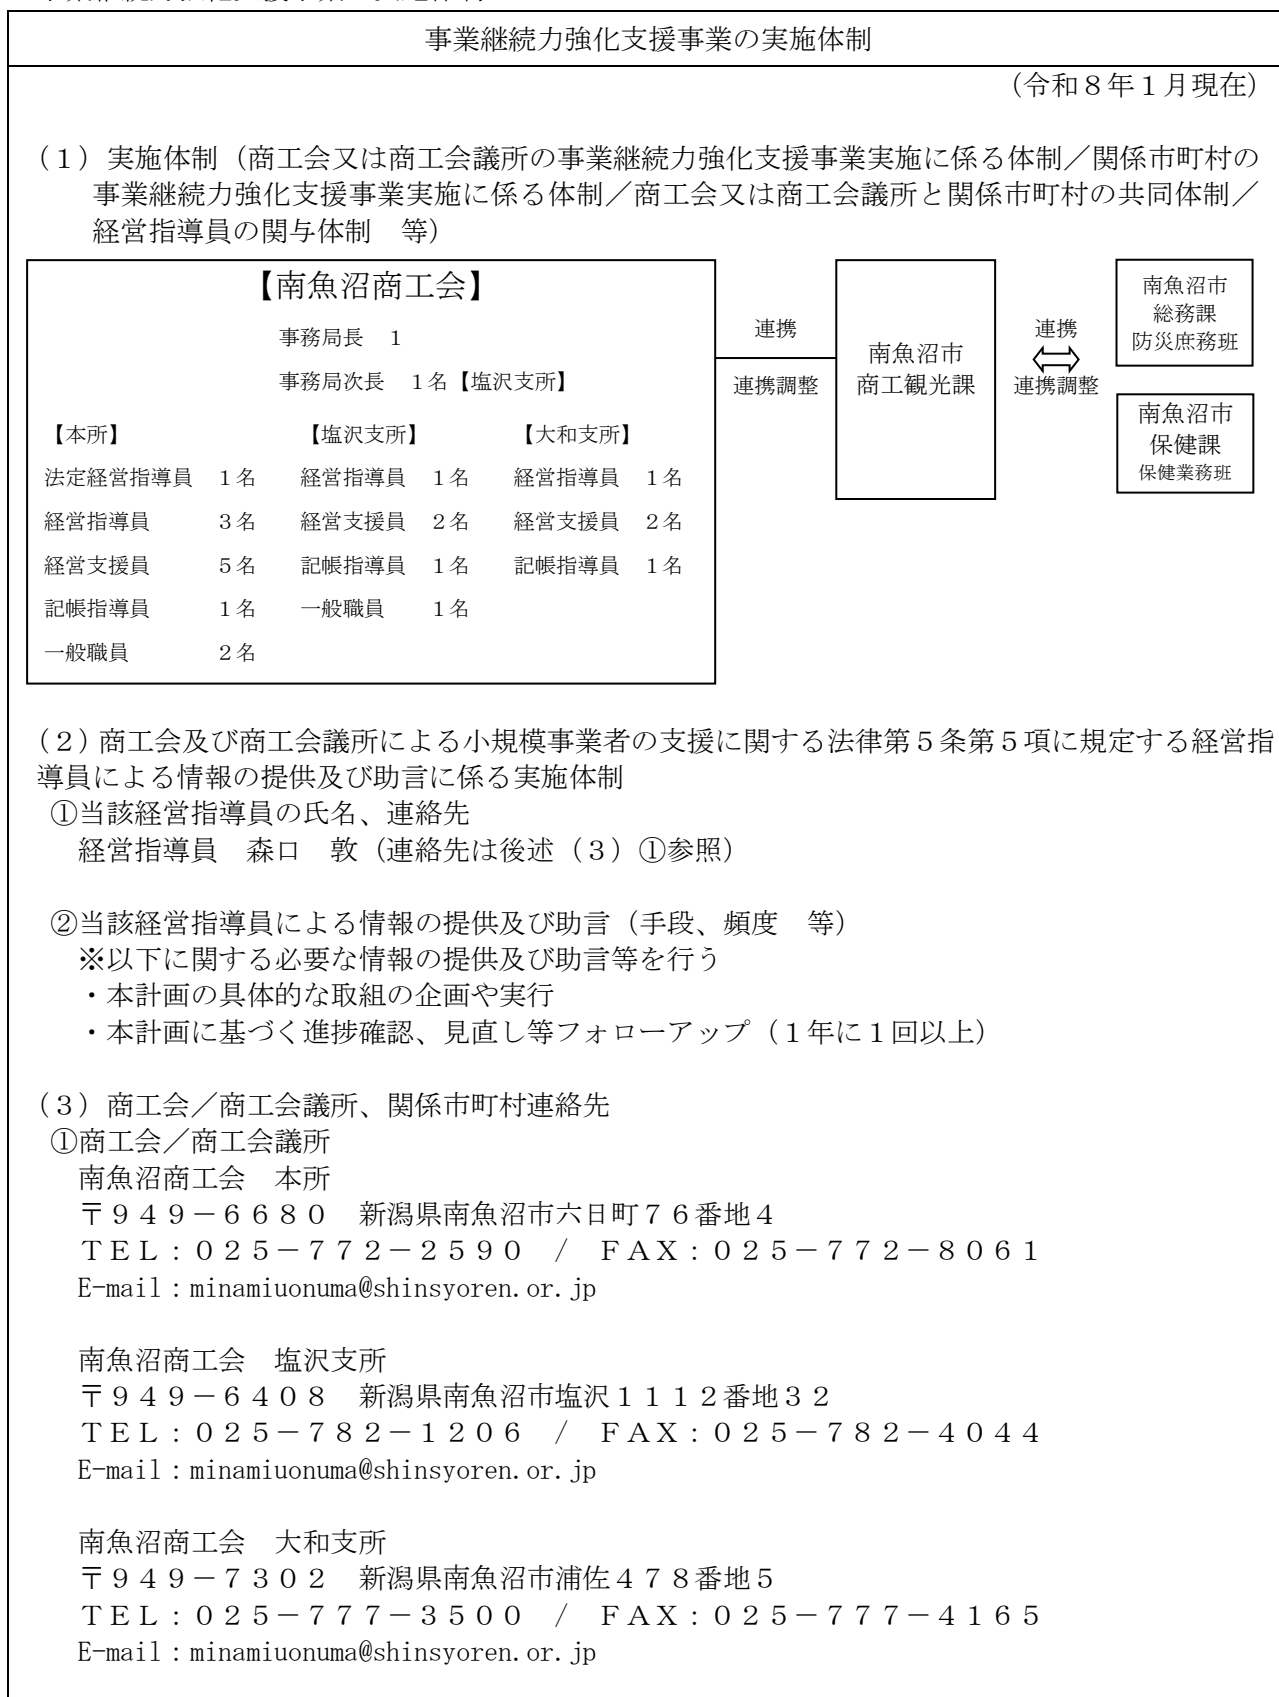 事業継続力強化支援事業の実施体制
（令和８年１月現在）
（１）実施体制（商工会又は商工会議所の事業継続力強化支援事業実施に係る体制／関係市町村の
事業継続力強化支援事業実施に係る体制／商工会又は商工会議所と関係市町村の共同体制／
経営指導員の関与体制　等）
【南魚沼商工会】
事務局長　１
事務局次長　１名【塩沢支所】
【本所】　【塩沢支所】　【大和支所】
法定経営指導員　１名　経営指導員　１名　経営指導員　１名
経営指導員　３名　経営支援員　２名　経営支援員　２名
経営支援員　５名　記帳指導員　１名　記帳指導員　１名
記帳指導員　１名　一般職員　１名
一般職員　２名
連携
連携調整
南魚沼市
商工観光課
連携
連携調整
南魚沼市
総務課
防災庶務班
南魚沼市
保健課
保健業務班
（２）商工会及び商工会議所による小規模事業者の支援に関する法律第５条第５項に規定する経営指
導員による情報の提供及び助言に係る実施体制
①当該経営指導員の氏名、連絡先
経営指導員　森口　敦（連絡先は後述（３）①参照）
②当該経営指導員による情報の提供及び助言（手段、頻度　等）
※以下に関する必要な情報の提供及び助言等を行う
・本計画の具体的な取組の企画や実行
・本計画に基づく進捗確認、見直し等フォローアップ（１年に１回以上）
（３）商工会／商工会議所、関係市町村連絡先
①商工会／商工会議所
南魚沼商工会　本所
〒９４９－６６８０　新潟県南魚沼市六日町７６番地４
ＴＥＬ：０２５－７７２－２５９０　/　ＦＡＸ：０２５－７７２－８０６１
E-mail：minamiuonuma@shinsyoren.or.jp
南魚沼商工会　塩沢支所
〒９４９－６４０８　新潟県南魚沼市塩沢１１１２番地３２
ＴＥＬ：０２５－７８２－１２０６　/　ＦＡＸ：０２５－７８２－４０４４
E-mail：minamiuonuma@shinsyoren.or.jp
南魚沼商工会　大和支所
〒９４９－７３０２　新潟県南魚沼市浦佐４７８番地５
ＴＥＬ：０２５－７７７－３５００　/　ＦＡＸ：０２５－７７７－４１６５
E-mail：minamiuonuma@shinsyoren.or.jp